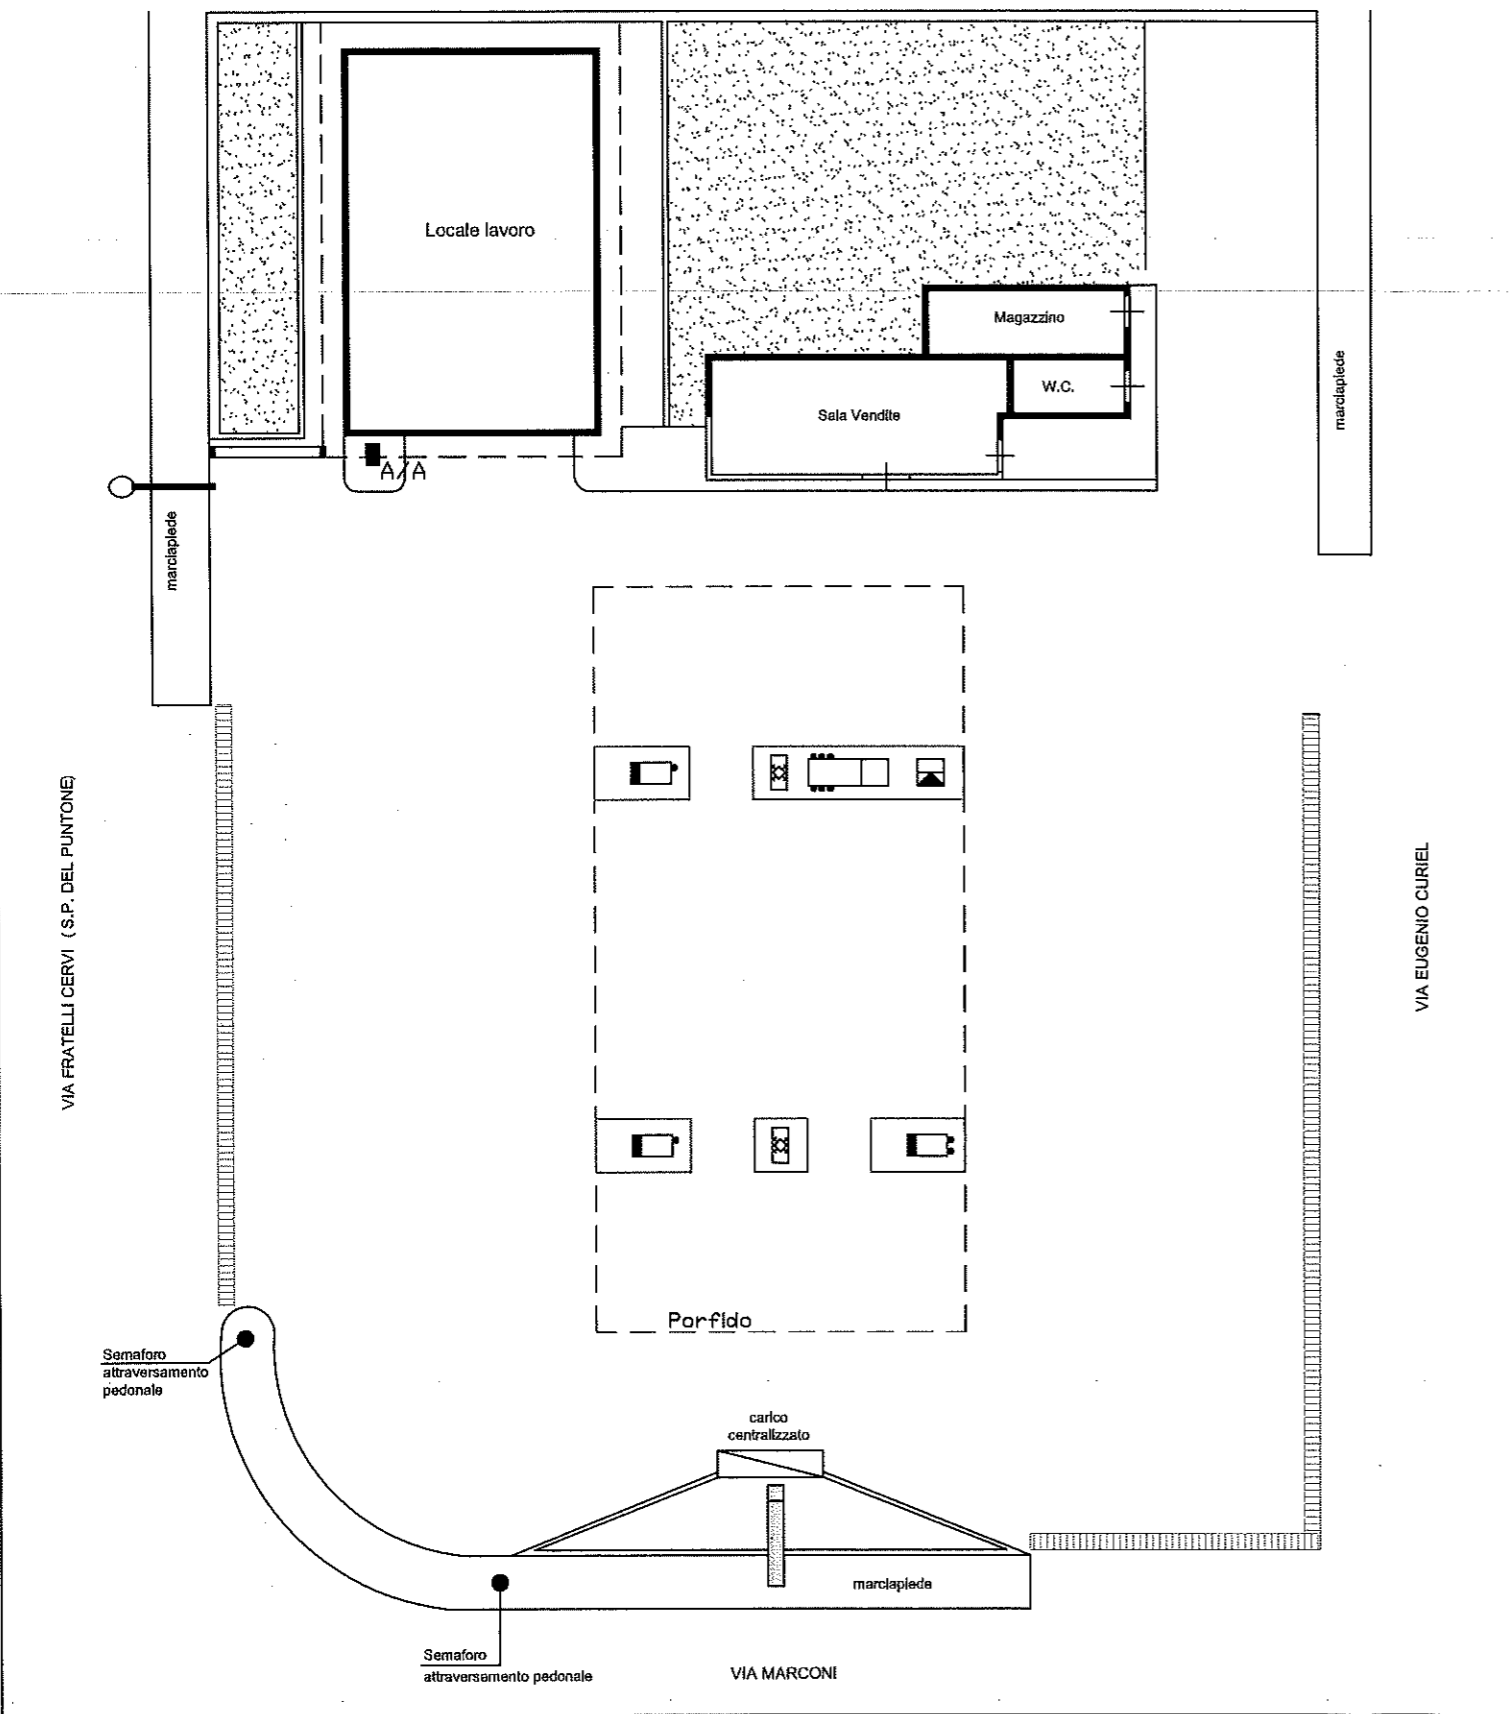 Locale lavoro
Magazzino
W.C.
Sala Vendite
marciapiede
A/A
marciapiede
VIA FRATELLI CERVI ( S.P. DEL PUNTONE)
VIA EUGENIO CURIEL
Porfido
Semaforo
attraversamento
pedonale
carico
centralizzato
marciapiede
Semaforo
attraversamento pedonale
VIA MARCONI